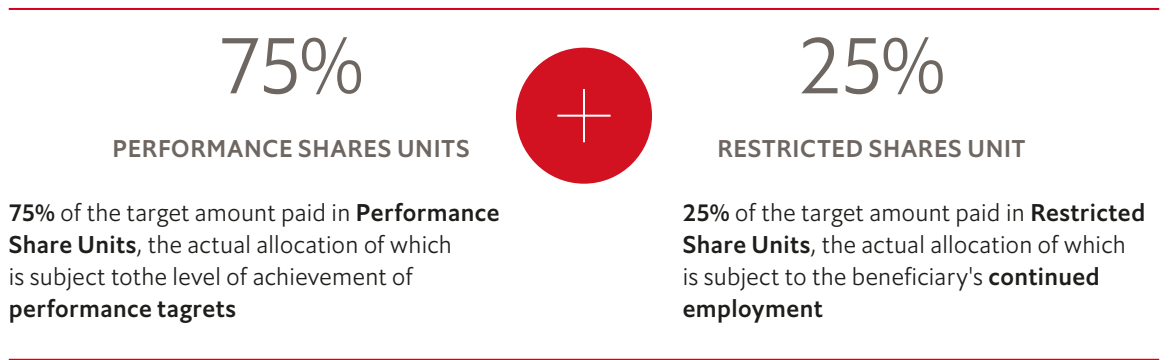 75%
PERFORMANCE SHARES UNITS
75% of the target amount paid in Performance
Share Units, the actual allocation of which
is subject tothe level of achievement of
performance tagrets
25%
RESTRICTED SHARES UNIT
25% of the target amount paid in Restricted
Share Units, the actual allocation of which
is subject to the beneficiary's continued
employment